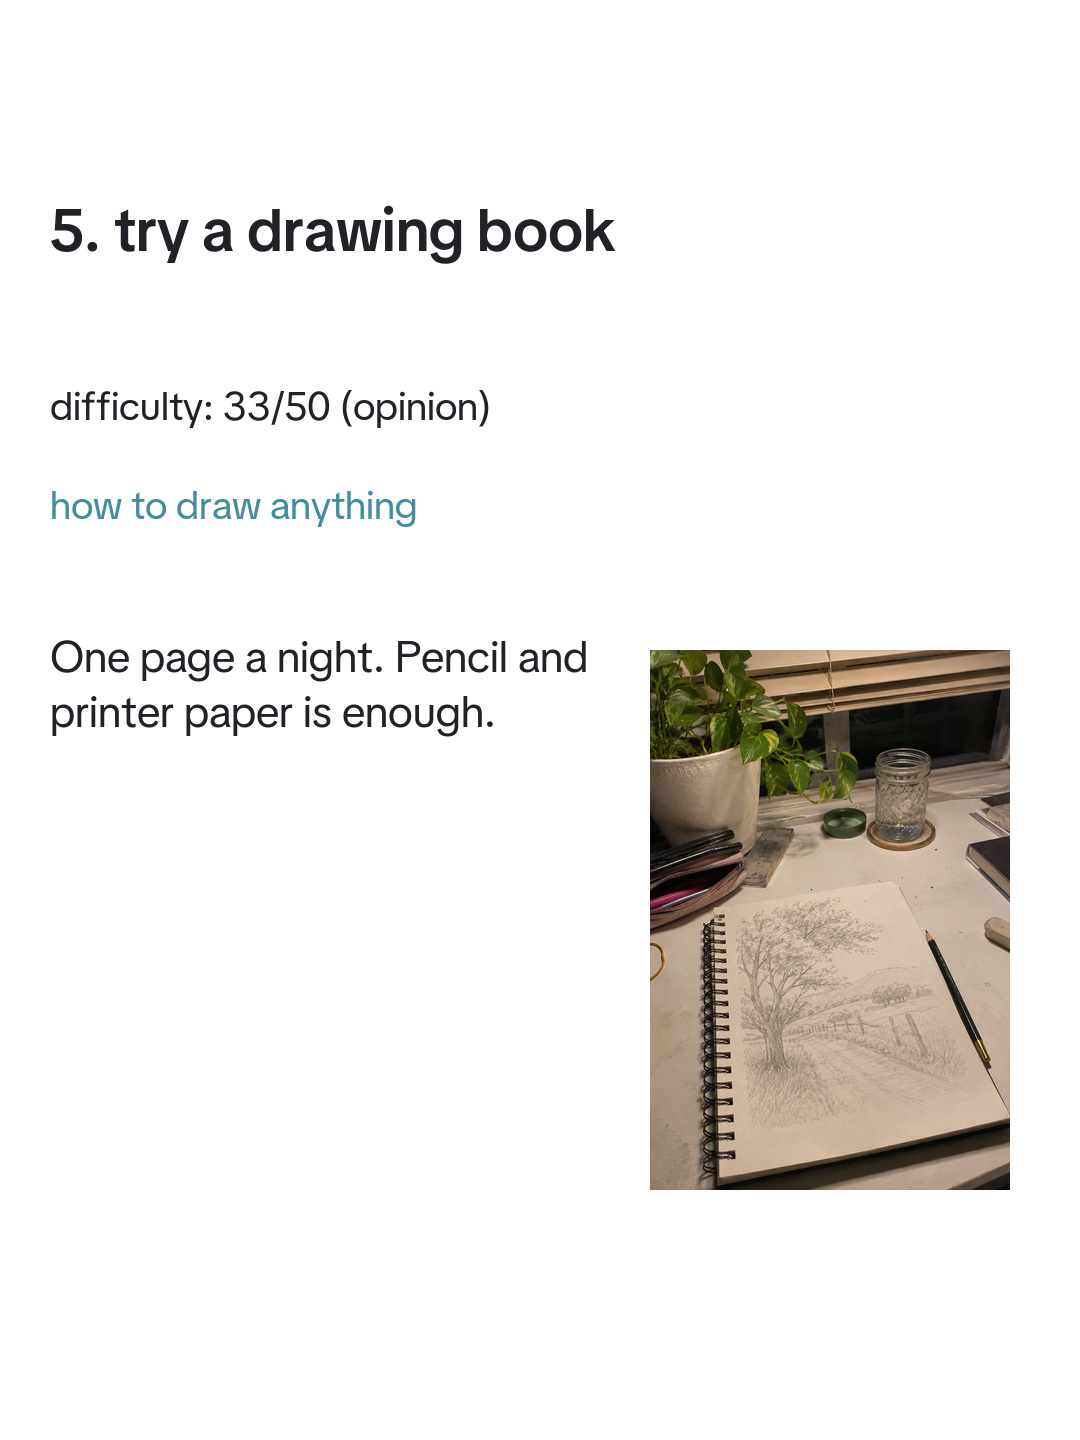 5. try a drawing book
difficulty: 33/50 (opinion)
how to draw anything
One page a night. Pencil and
printer paper is enough.